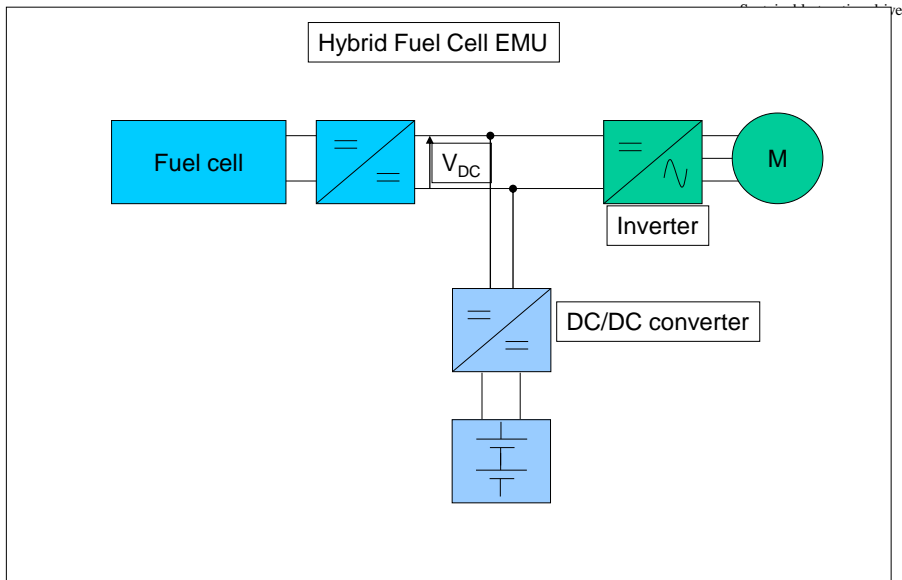 Hybrid Fuel Cell EMU
Fuel cell
VDC
M
Inverter
DC/DC converter